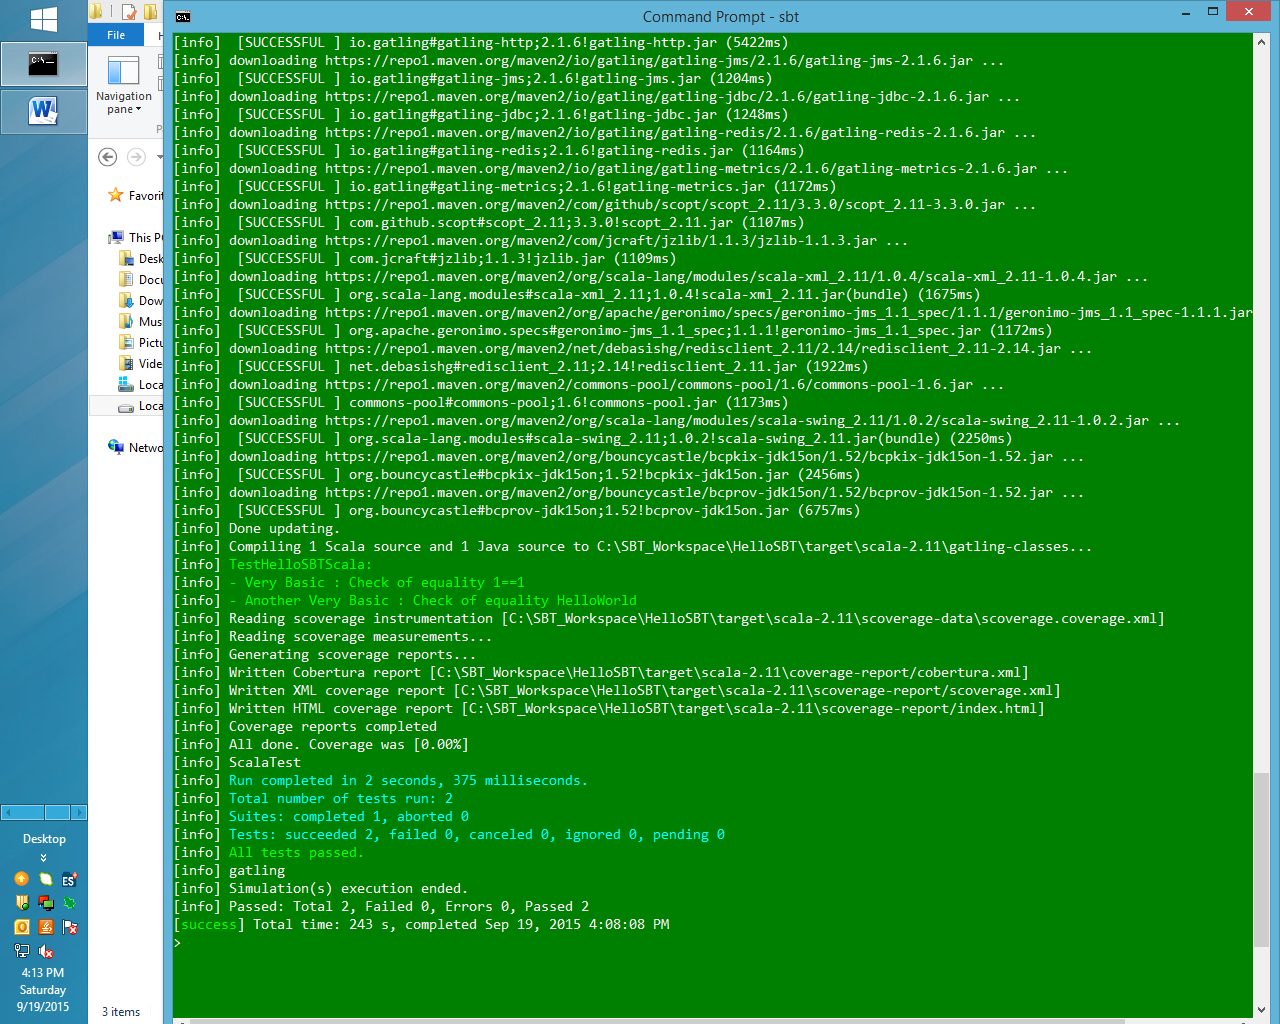 Command Prompt - sbt
File
H
Navigation
pane
Favorit
This P
Desk
Docu
Dow
Musi
Pictu
Vide
Loca
Loca
Netwo
3 items
[info]  [SUCCESSFUL ] io.gatling#gatling-http;2.1.6!gatling-http.jar (5422ms)
[info] downloading https://repo1.maven.org/maven2/io/gatling/gatling-jms/2.1.6/gatling-jms-2.1.6.jar ...
[info]  [SUCCESSFUL ] io.gatling#gatling-jms;2.1.6!gatling-jms.jar (1204ms)
[info] downloading https://repo1.maven.org/maven2/io/gatling/gatling-jdbc/2.1.6/gatling-jdbc-2.1.6.jar ...
[info]  [SUCCESSFUL ] io.gatling#gatling-jdbc;2.1.6!gatling-jdbc.jar (1248ms)
[info] downloading https://repo1.maven.org/maven2/io/gatling/gatling-redis/2.1.6/gatling-redis-2.1.6.jar ...
[info]  [SUCCESSFUL ] io.gatling#gatling-redis;2.1.6!gatling-redis.jar (1164ms)
[info] downloading https://repo1.maven.org/maven2/io/gatling/gatling-metrics/2.1.6/gatling-metrics-2.1.6.jar ...
[info]  [SUCCESSFUL ] io.gatling#gatling-metrics;2.1.6!gatling-metrics.jar (1172ms)
[info] downloading https://repo1.maven.org/maven2/com/github/scopt/scopt_2.11/3.3.0/scopt_2.11-3.3.0.jar ...
[info]  [SUCCESSFUL ] com.github.scopt#scopt_2.11;3.3.0!scopt_2.11.jar (1107ms)
[info] downloading https://repo1.maven.org/maven2/com/jcraft/jzlib/1.1.3/jzlib-1.1.3.jar ...
[info]  [SUCCESSFUL ] com.jcraft#jzlib;1.1.3!jzlib.jar (1109ms)
[info] downloading https://repo1.maven.org/maven2/org/scala-lang/modules/scala-xml_2.11/1.0.4/scala-xml_2.11-1.0.4.jar ...
[info]  [SUCCESSFUL ] org.scala-lang.modules#scala-xml_2.11;1.0.4!scala-xml_2.11.jar(bundle) (1675ms)
[info] downloading https://repo1.maven.org/maven2/org/apache/geronimo/specs/geronimo-jms_1.1_spec/1.1.1/geronimo-jms_1.1_spec-1.1.1.jar
[info]  [SUCCESSFUL ] org.apache.geronimo.specs#geronimo-jms_1.1_spec;1.1.1!geronimo-jms_1.1_spec.jar (1172ms)
[info] downloading https://repo1.maven.org/maven2/net/debasishg/redisclient_2.11/2.14/redisclient_2.11-2.14.jar ...
[info]  [SUCCESSFUL ] net.debasishg#redisclient_2.11;2.14!redisclient_2.11.jar (1922ms)
[info] downloading https://repo1.maven.org/maven2/commons-pool/commons-pool/1.6/commons-pool-1.6.jar ...
[info]  [SUCCESSFUL ] commons-pool#commons-pool;1.6!commons-pool.jar (1173ms)
[info] downloading https://repo1.maven.org/maven2/org/scala-lang/modules/scala-swing_2.11/1.0.2/scala-swing_2.11-1.0.2.jar ...
[info]  [SUCCESSFUL ] org.scala-lang.modules#scala-swing_2.11;1.0.2!scala-swing_2.11.jar(bundle) (2250ms)
[info] downloading https://repo1.maven.org/maven2/org/bouncycastle/bcpkix-jdk15on/1.52/bcpkix-jdk15on-1.52.jar ...
[info]  [SUCCESSFUL ] org.bouncycastle#bcpkix-jdk15on;1.52!bcpkix-jdk15on.jar (2456ms)
[info] downloading https://repo1.maven.org/maven2/org/bouncycastle/bcprov-jdk15on/1.52/bcprov-jdk15on-1.52.jar ...
[info]  [SUCCESSFUL ] org.bouncycastle#bcprov-jdk15on;1.52!bcprov-jdk15on.jar (6757ms)
[info] Done updating.
[info] Compiling 1 Scala source and 1 Java source to C:\SBT_Workspace\HelloSBT\target\scala-2.11\gatling-classes...
[info] TestHelloSBTScala:
[info] - Very Basic : Check of equality 1==1
[info] - Another Very Basic : Check of equality HelloWorld
[info] Reading scoverage instrumentation [C:\SBT_Workspace\HelloSBT\target\scala-2.11\scoverage-data\scoverage.coverage.xml]
[info] Reading scoverage measurements...
[info] Generating scoverage reports...
[info] Written Cobertura report [C:\SBT_Workspace\HelloSBT\target\scala-2.11\coverage-report/cobertura.xml]
[info] Written XML coverage report [C:\SBT_Workspace\HelloSBT\target\scala-2.11\scoverage-report/scoverage.xml]
[info] Written HTML coverage report [C:\SBT_Workspace\HelloSBT\target\scala-2.11\scoverage-report/index.html]
[info] Coverage reports completed
[info] All done. Coverage was [0.00%]
[info] ScalaTest
[info] Run completed in 2 seconds, 375 milliseconds.
[info] Total number of tests run: 2
[info] Suites: completed 1, aborted 0
[info] Tests: succeeded 2, failed 0, canceled 0, ignored 0, pending 0
[info] All tests passed.
[info] gatling
[info] Simulation(s) execution ended.
[info] Passed: Total 2, Failed 0, Errors 0, Passed 2
[success] Total time: 243 s, completed Sep 19, 2015 4:08:08 PM
>
Desktop
4:13 PM
Saturday
9/19/2015